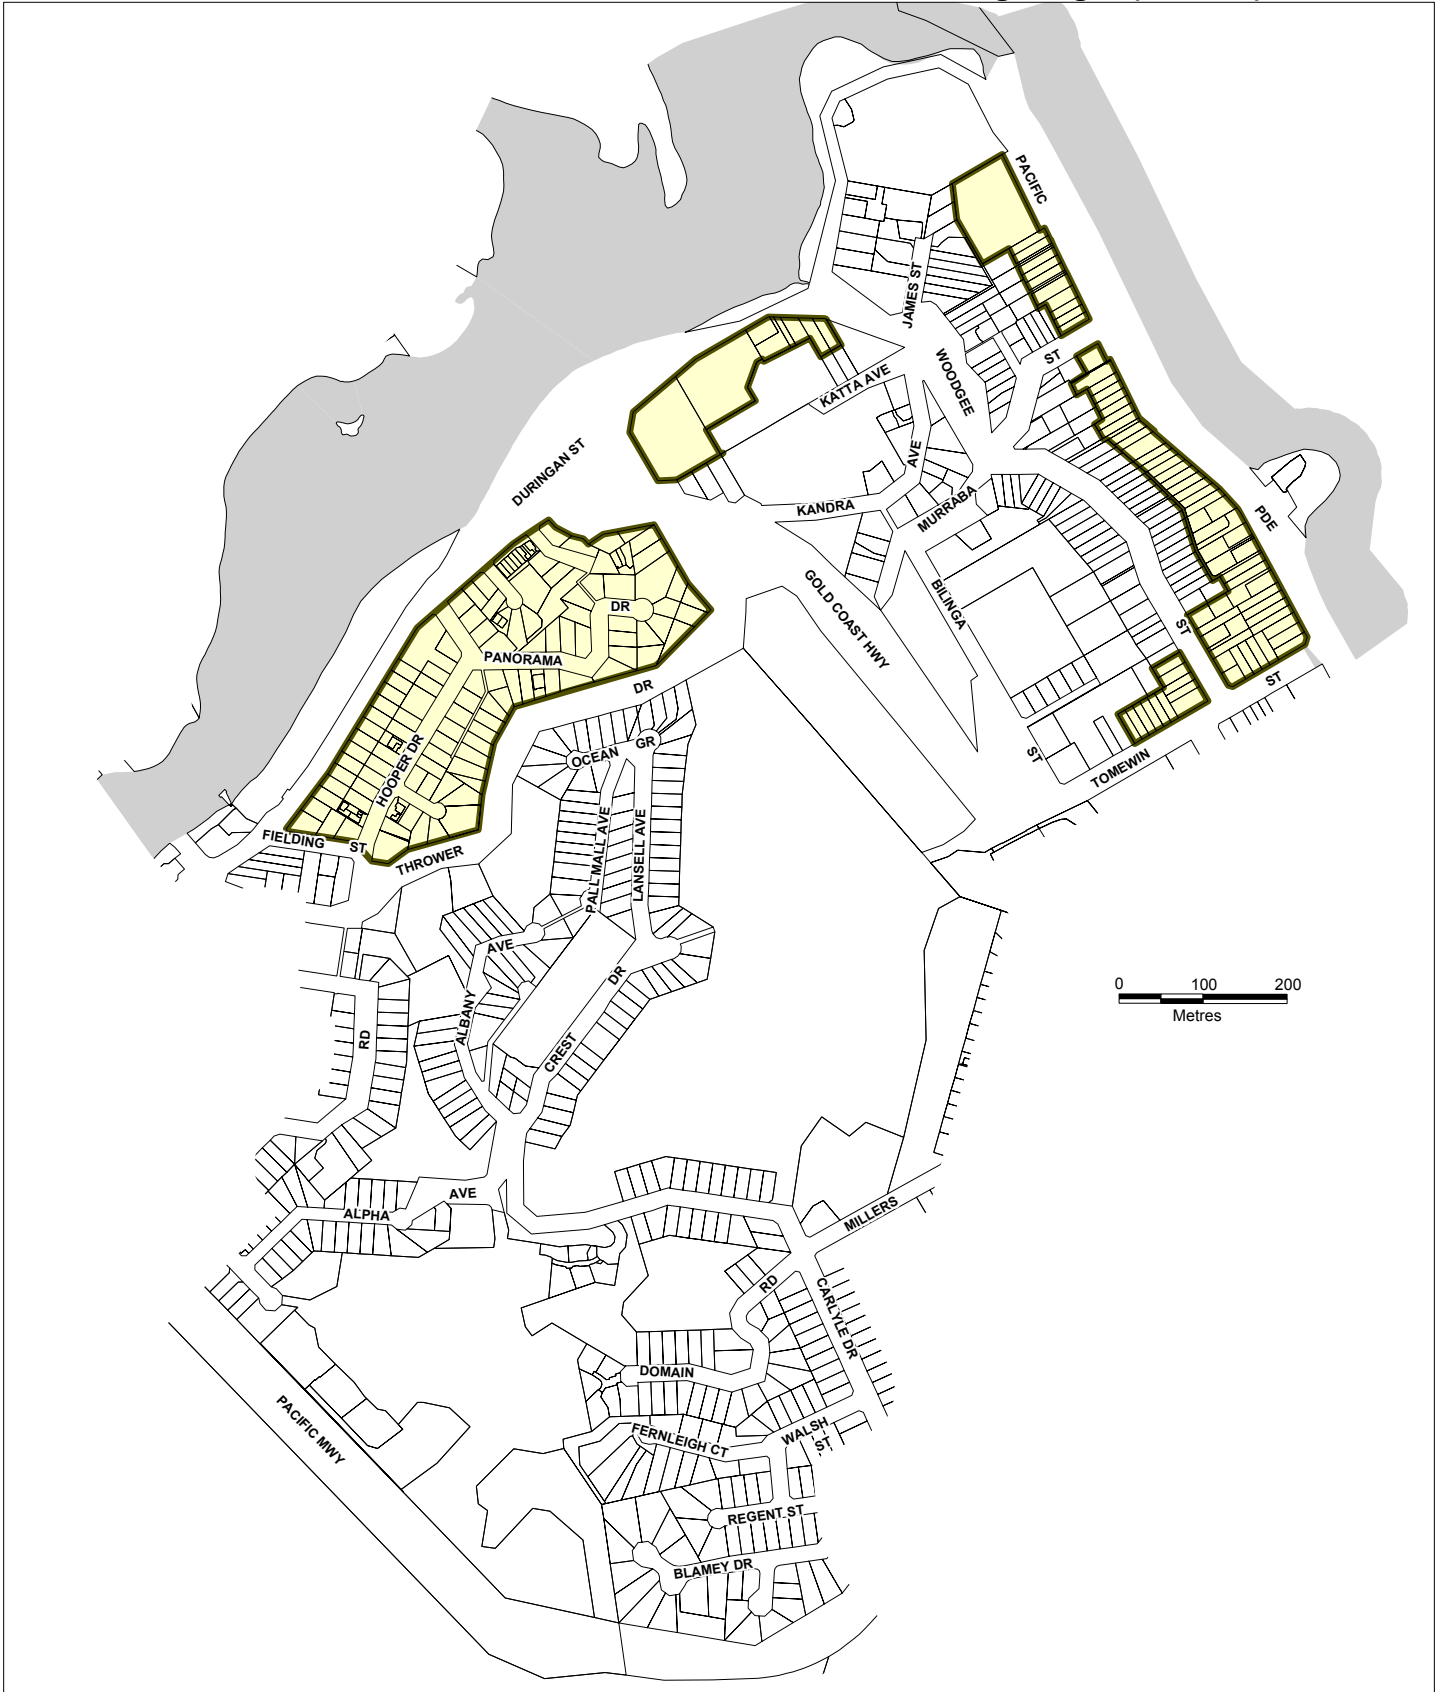 PACIFIC
JAMES ST
ST
WOODGEE
KATTA AVE
DURINGAN ST
AVE
KANDRA
MURRABA
PDE
GOLD COAST HWY
BILINGA
DR
PANORAMA
ST
ST
DR
GR
OCEAN
ST
TOMEWIN
HOOPER DR
FIELDING
ST
THROWER
PALL MALL AVE
LANSELL AVE
AVE
DR
ALBANY
CREST
RD
0 100 200
Metres
AVE
ALPHA
MILLERS
RD
CARLYLE DR
DOMAIN
PACIFIC MWY
FERNLEIGH CT
WALSH
ST
REGENT ST
BLAMEY DR